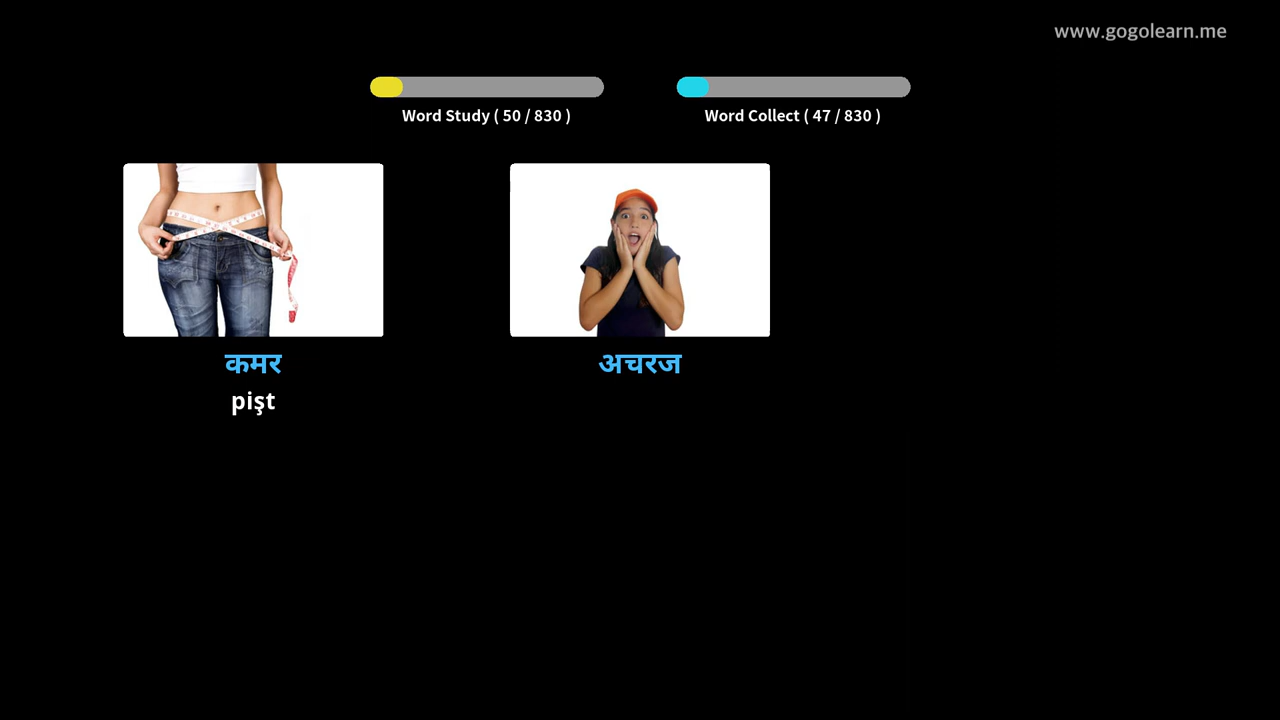 www.gogolearn.me
Word Study ( 50 / 830 )
Word Collect ( 47 / 830 )
कमर
pişt
अचरज